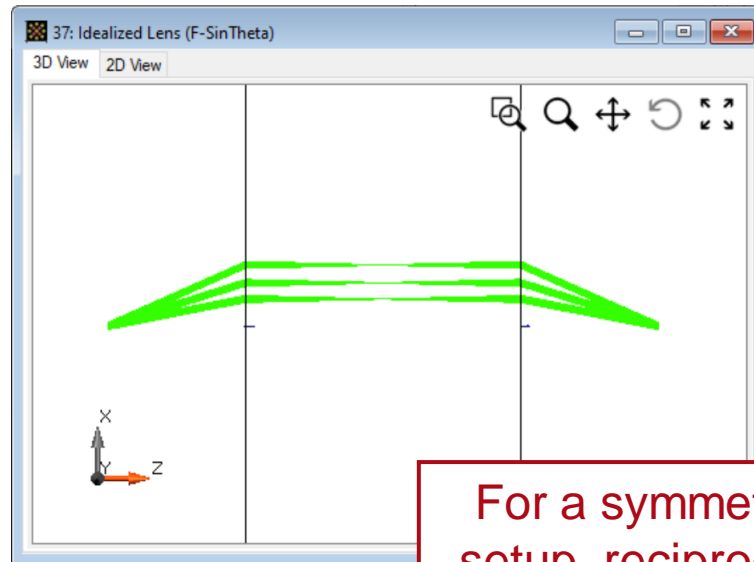 37: Idealized Lens (F-SinTheta)
3D View 2D View
X
Y Z
For a symmet
setup, recipro